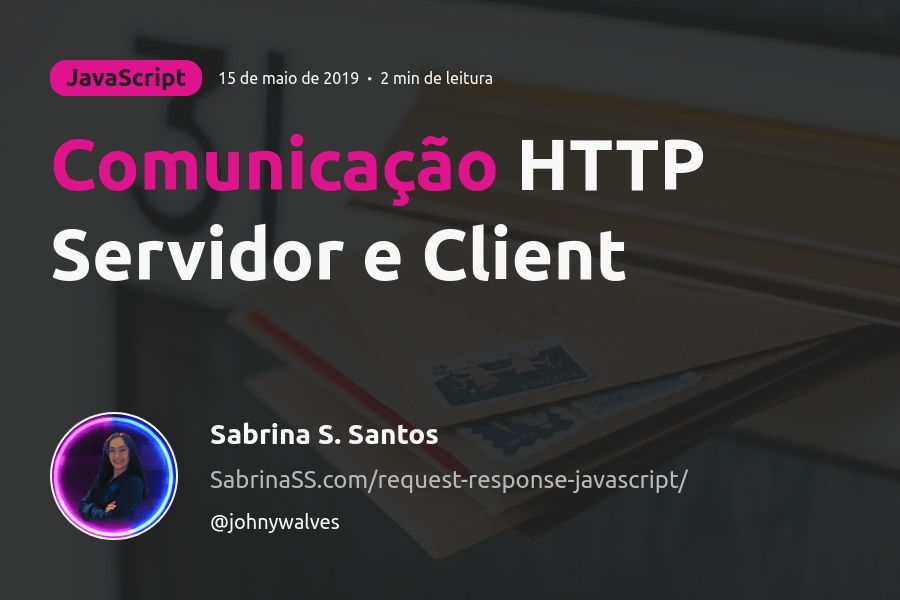 JavaScript 15 de maio de 2019 • 2 min de leitura
Comunicação HTTP
Servidor e Client
Sabrina S. Santos
SabrinaSS.com/request-response-javascript/
@johnywalves